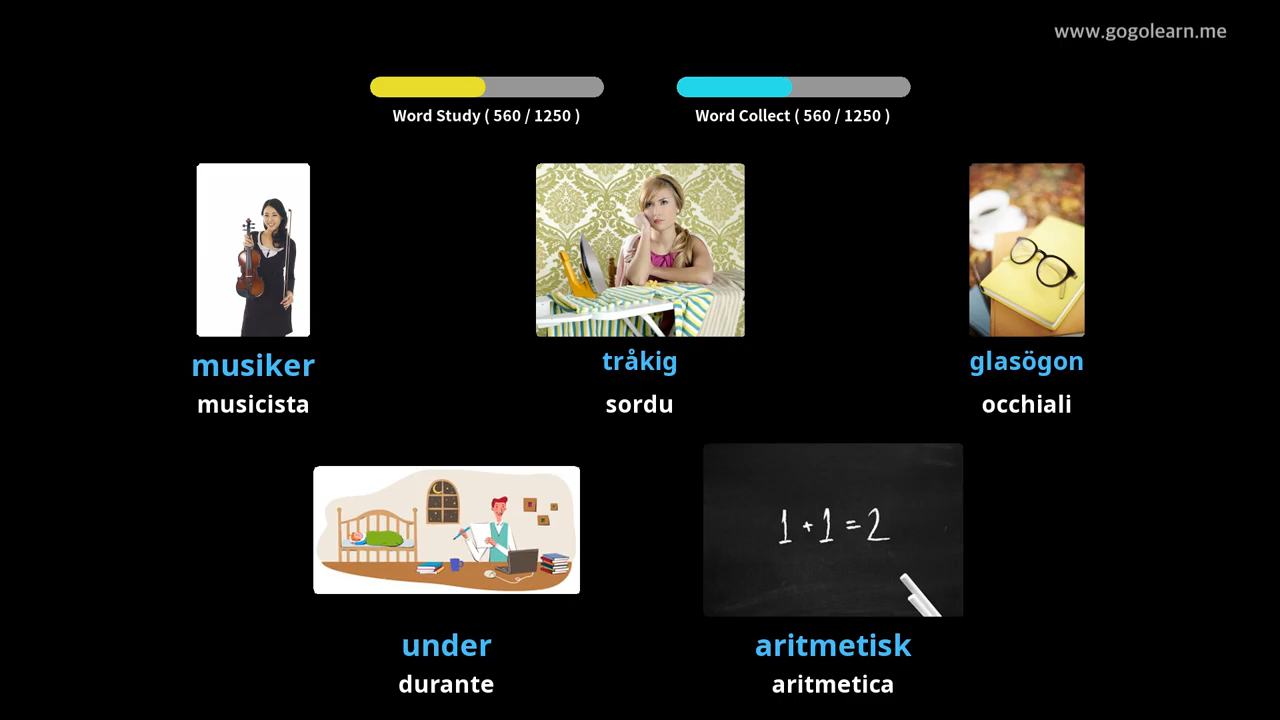 www.gogolearn.me
Word Study ( 560 / 1250 )
Word Collect ( 560 / 1250 )
musiker
musicista
tråkig
sordu
glasögon
occhiali
1 + 1 = 2
under
durante
aritmetisk
aritmetica